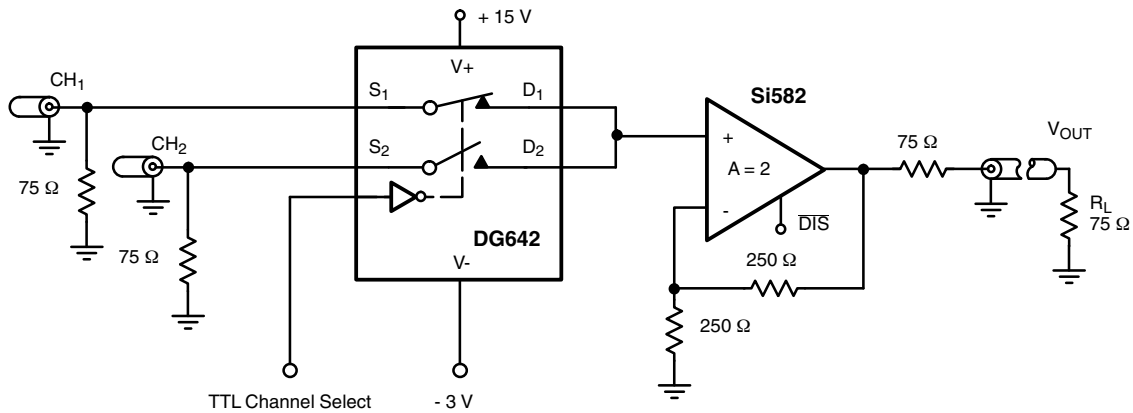 + 15 V
CH1
V+
S1
D1
Si582
CH2
S2
D2
+
A = 2
-
75 Ω
VOUT
75 Ω
DIS
RL
75 Ω
DG642
75 Ω
V-
250 Ω
250 Ω
TTL Channel Select
- 3 V